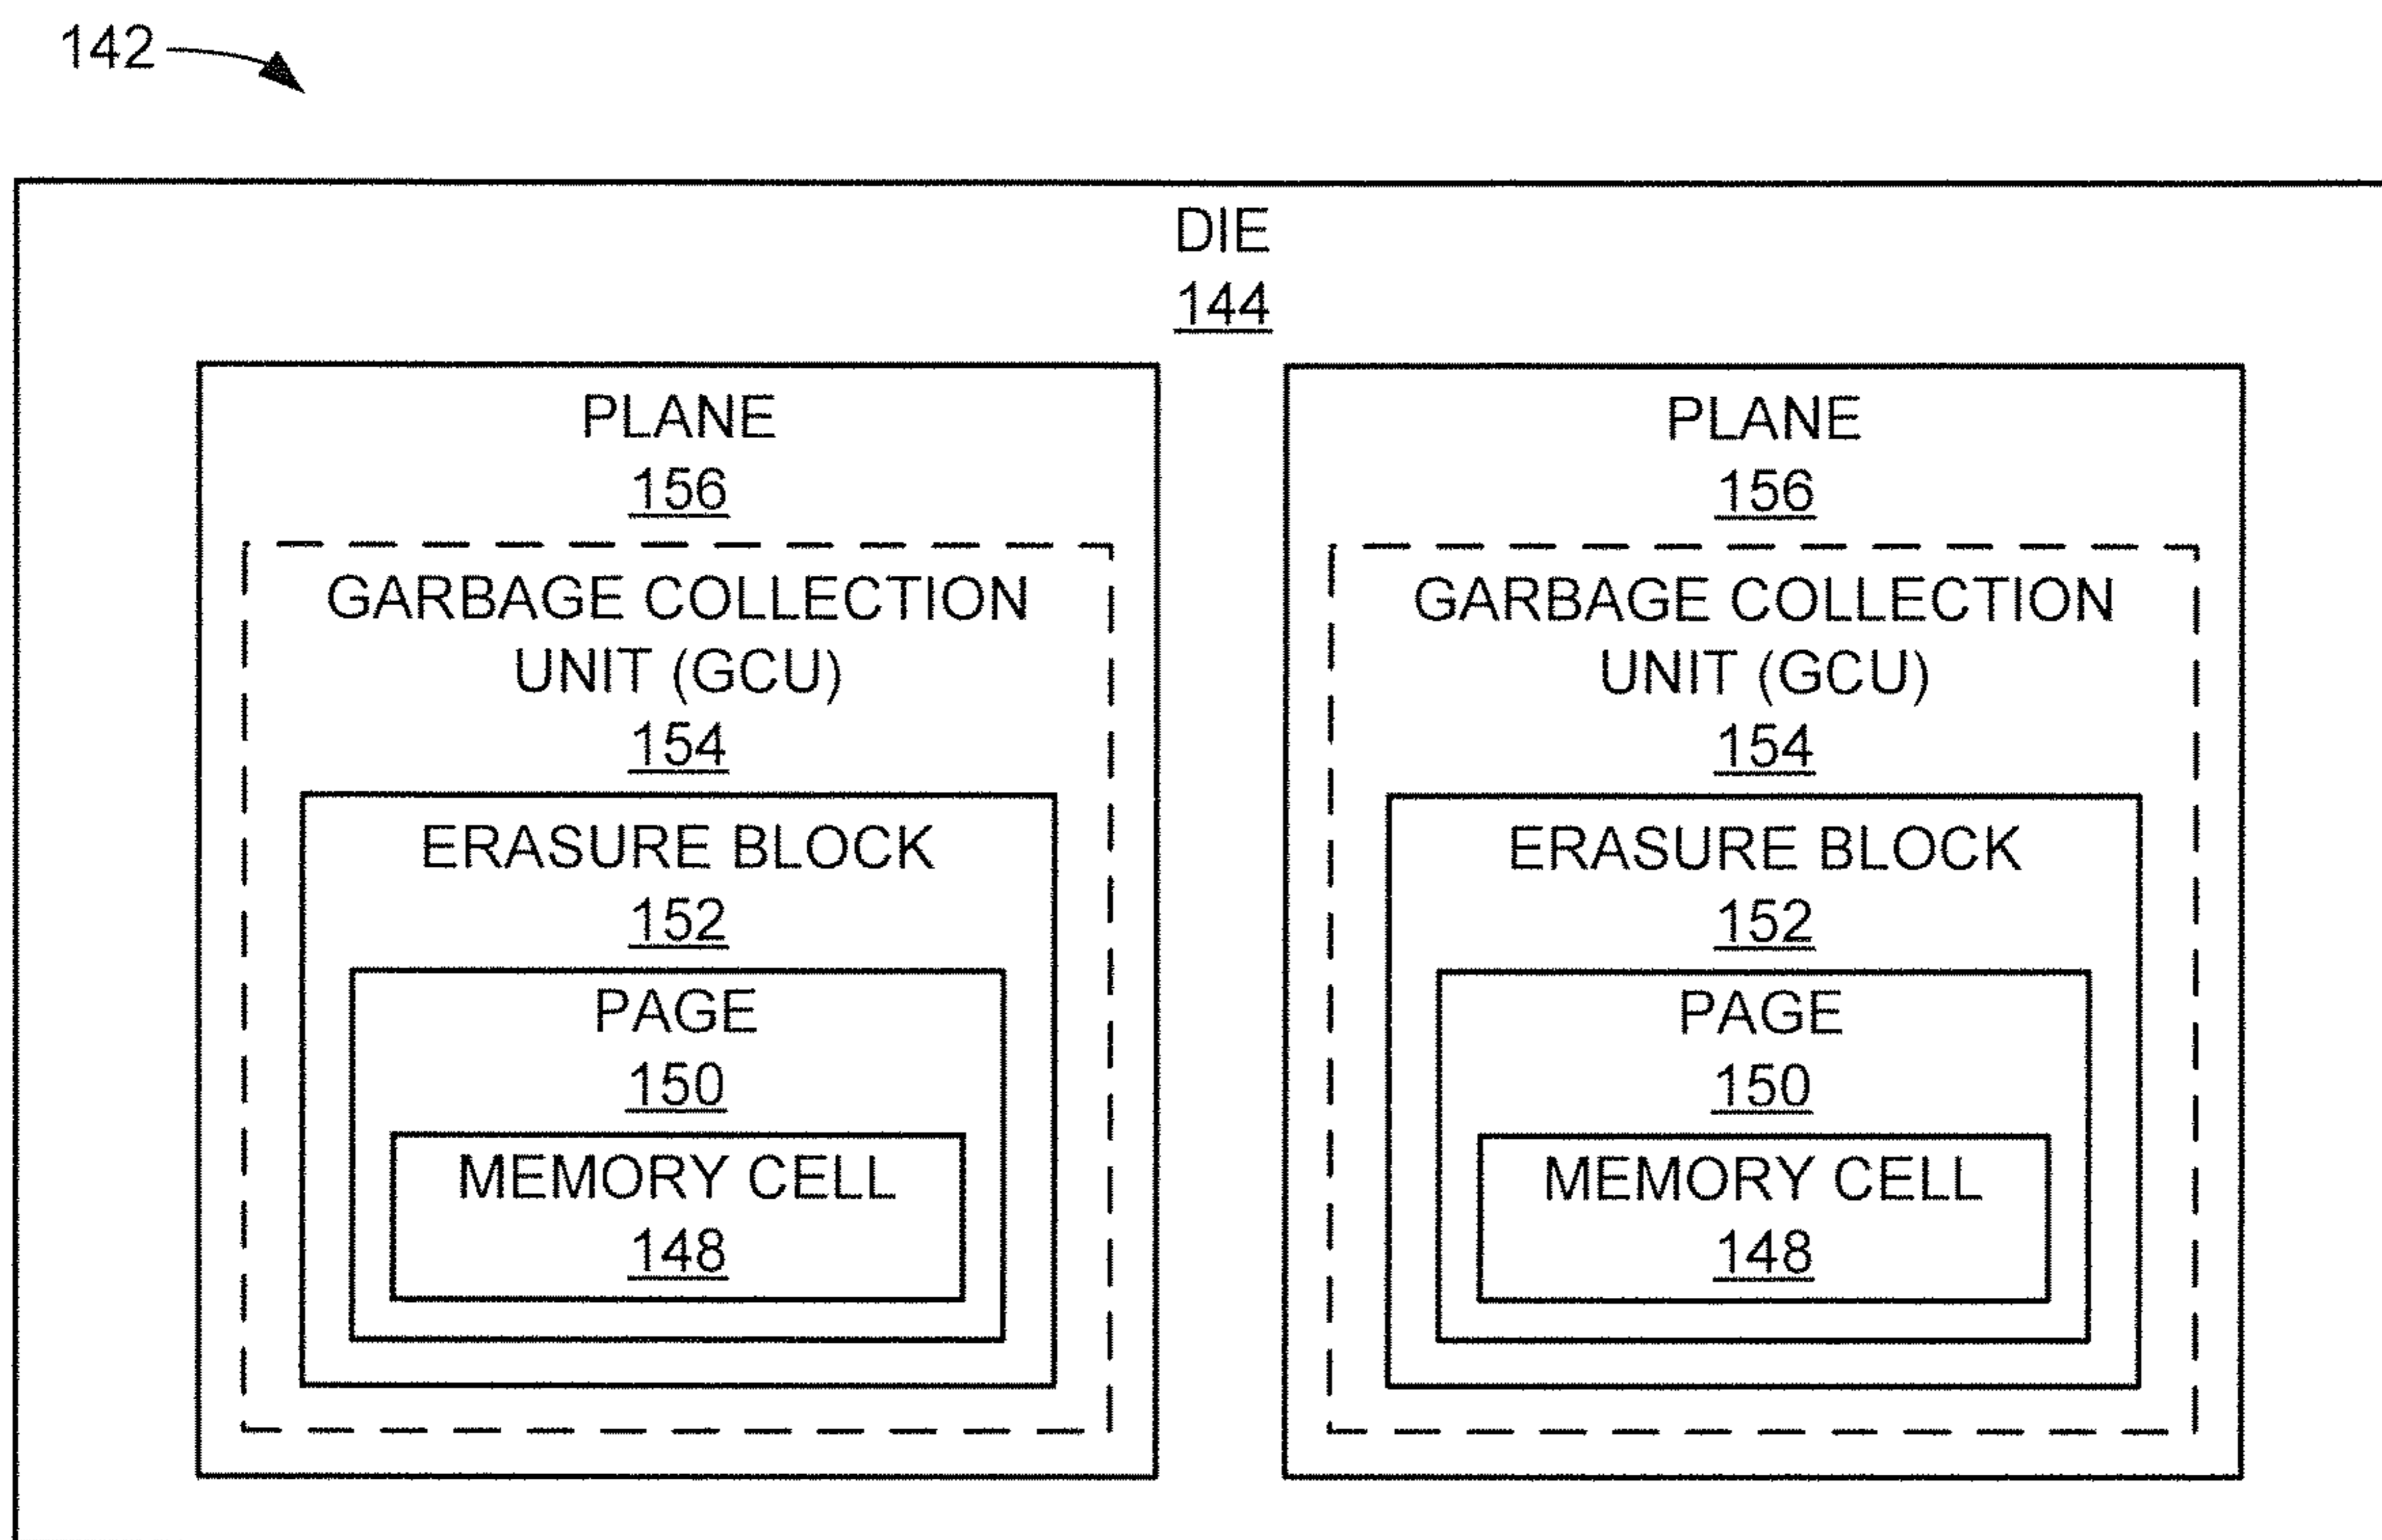 142
DIE
144
PLANE
156
GARBAGE COLLECTION
UNIT (GCU)
154
ERASURE BLOCK
152
PAGE
150
MEMORY CELL
148
PLANE
156
GARBAGE COLLECTION
UNIT (GCU)
154
ERASURE BLOCK
152
PAGE
150
MEMORY CELL
148